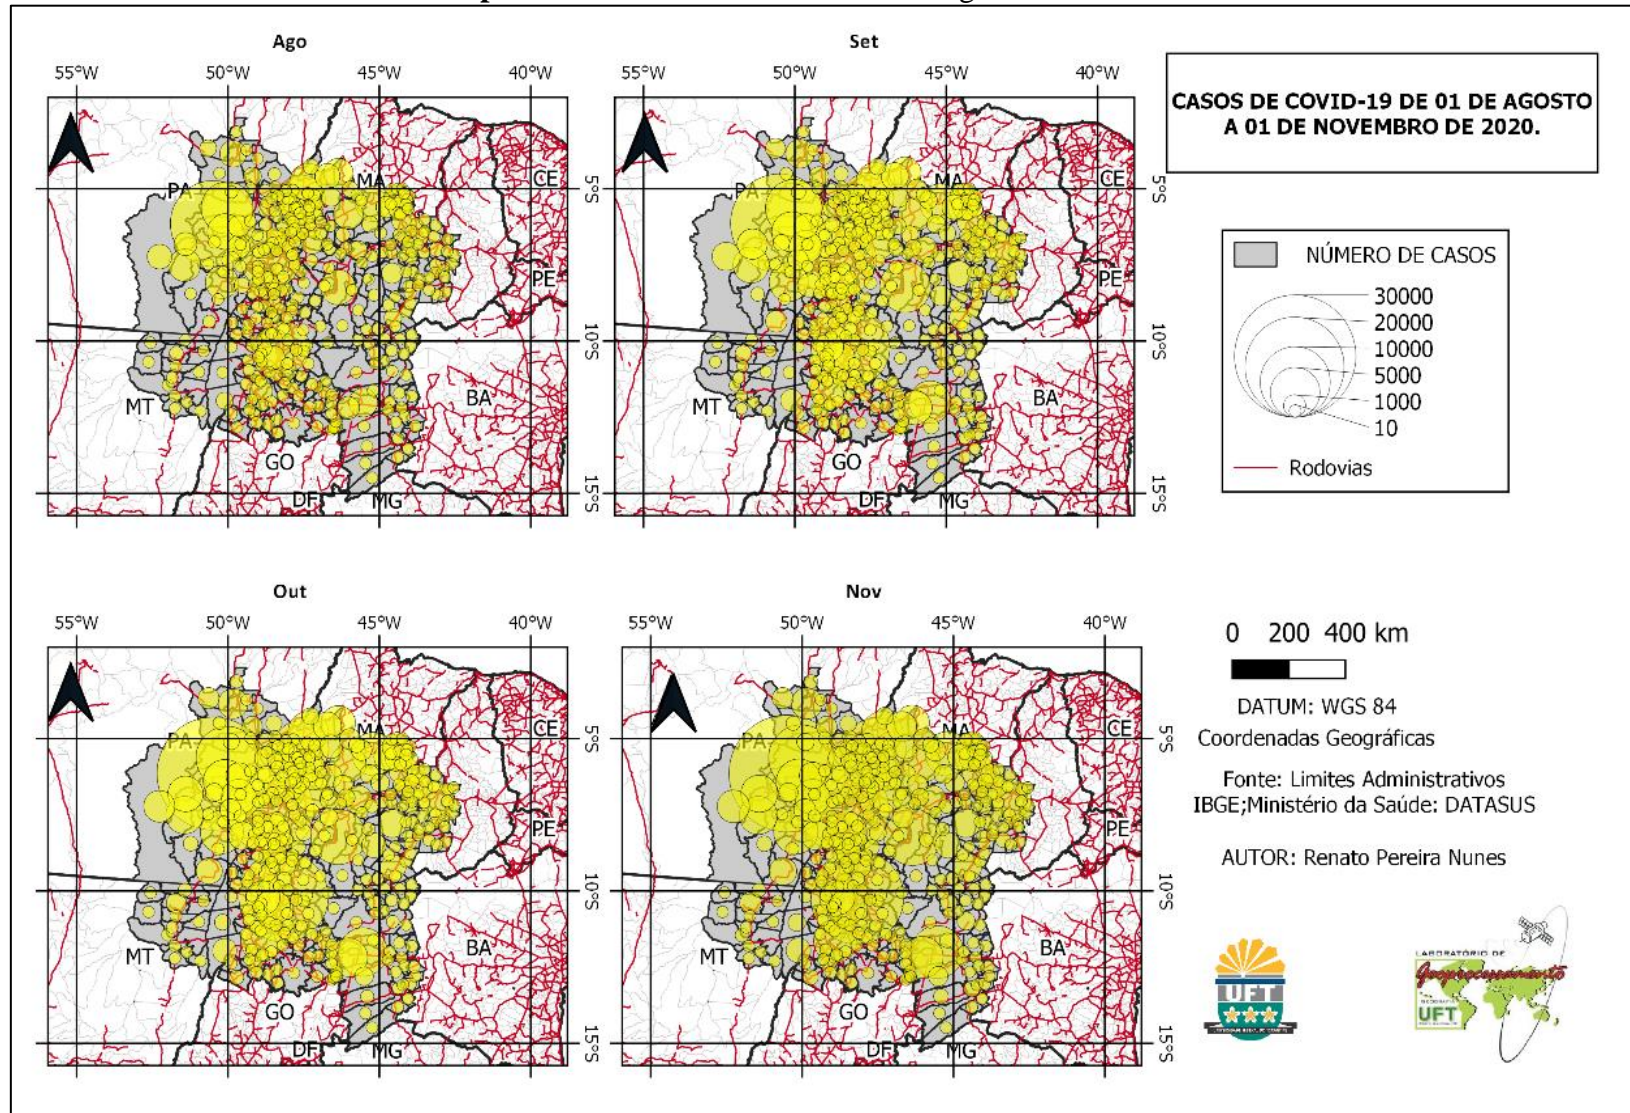 Ago
55°W 50°W 45°W 40°W
PA
MA
CE
PE
MT
BA
GO
DF
MG
5°S
10°S
15°S
Set
55°W 50°W 45°W 40°W
PA
MA
CE
PE
MT
BA
GO
DF
MG
5°S
10°S
15°S
CASOS DE COVID-19 DE 01 DE AGOSTO
A 01 DE NOVEMBRO DE 2020.
NÚMERO DE CASOS
30000
20000
10000
5000
1000
10
Rodovias
Out
55°W 50°W 45°W 40°W
PA
MA
CE
PE
MT
BA
GO
DF
MG
5°S
10°S
15°S
Nov
55°W 50°W 45°W 40°W
PA
MA
CE
PE
MT
BA
GO
DF
MG
5°S
10°S
15°S
0 200 400 km
DATUM: WGS 84
Coordenadas Geográficas
Fonte: Limites Administrativos
IBGE;Ministério da Saúde: DATASUS
AUTOR: Renato Pereira Nunes
UFT
LABORATÓRIO DE
Geoprocessamento
GEOGRAFIA
UFT